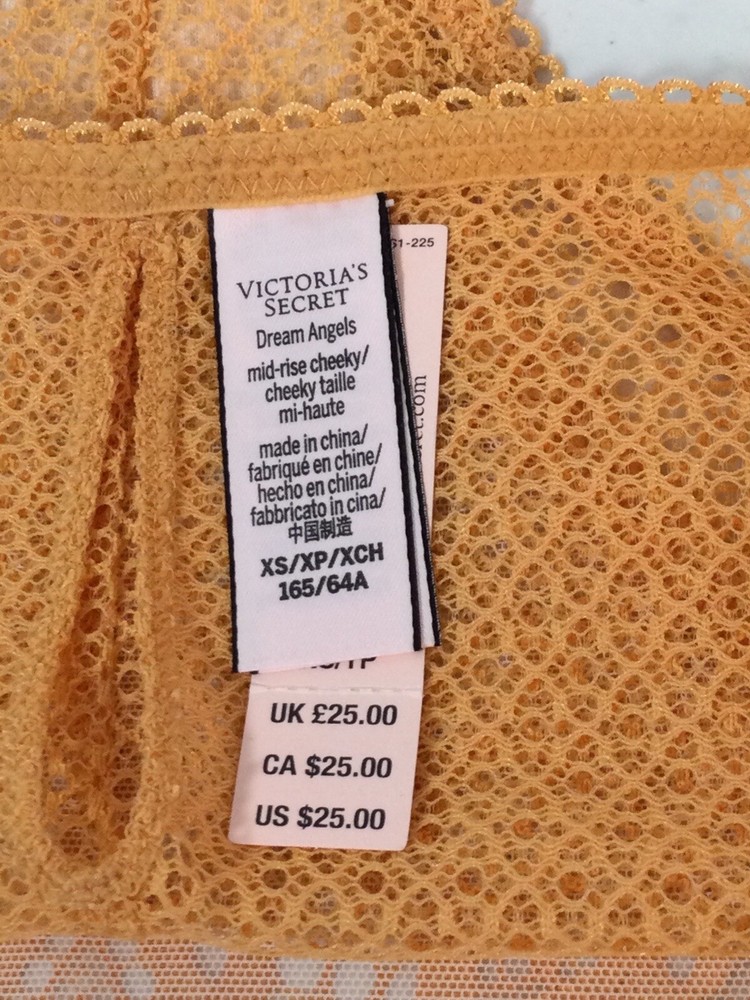 VICTORIA'S
SECRET
Dream Angels
mid-rise cheeky/
cheeky taille
mi-haute
made in china/
fabriqué en chine/
hecho en china/
fabbricato in cina/
中国制造
XS/XP/XCH
165/64A
61-225
UK £25.00
CA $25.00
US $25.00